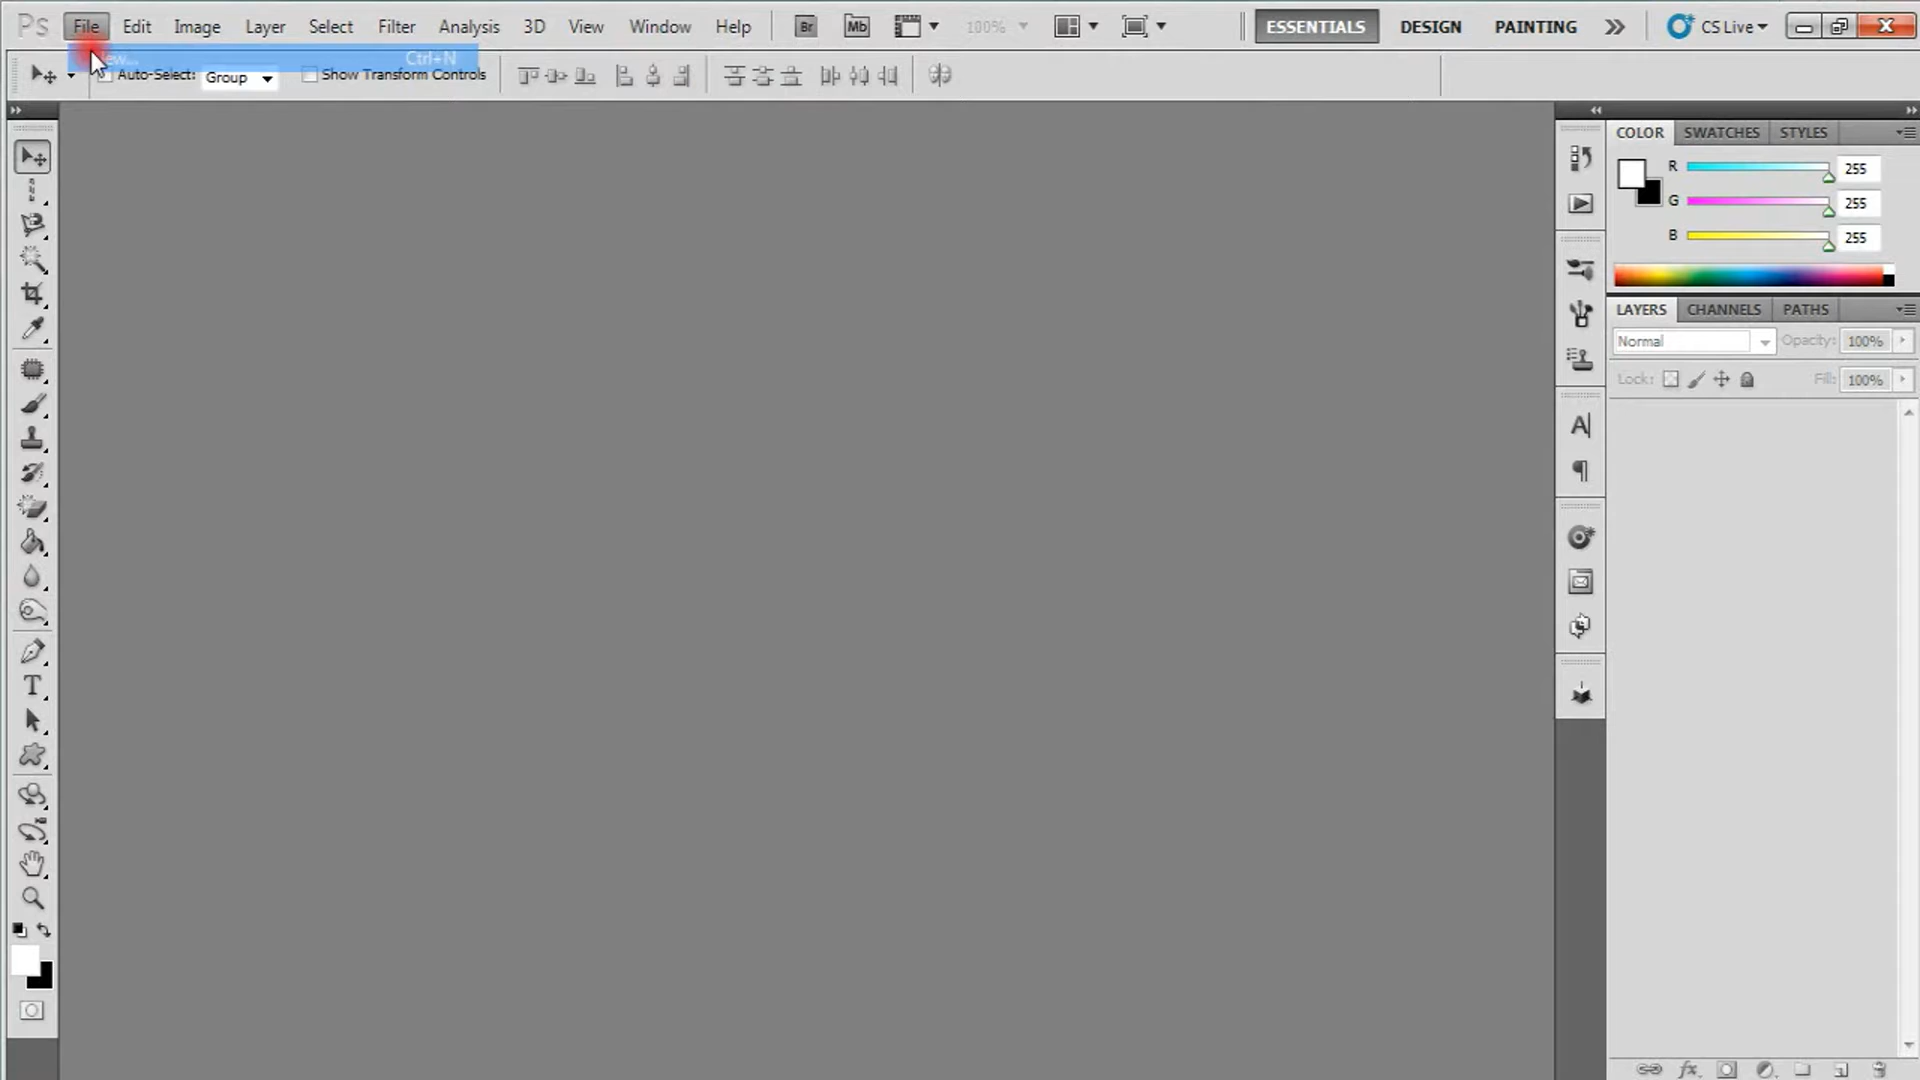 Ps File Edit Image Layer Select Filter Analysis 3D View Window Help Br Mb 100% ESSENTIALS DESIGN PAINTING CS Live
Ctrl+N
Auto-Select: Group Show Transform Controls
COLOR SWATCHES STYLES
R 255
G 255
B 255
LAYERS CHANNELS PATHS
Normal Opacity: 100%
Lock: Fill: 100%